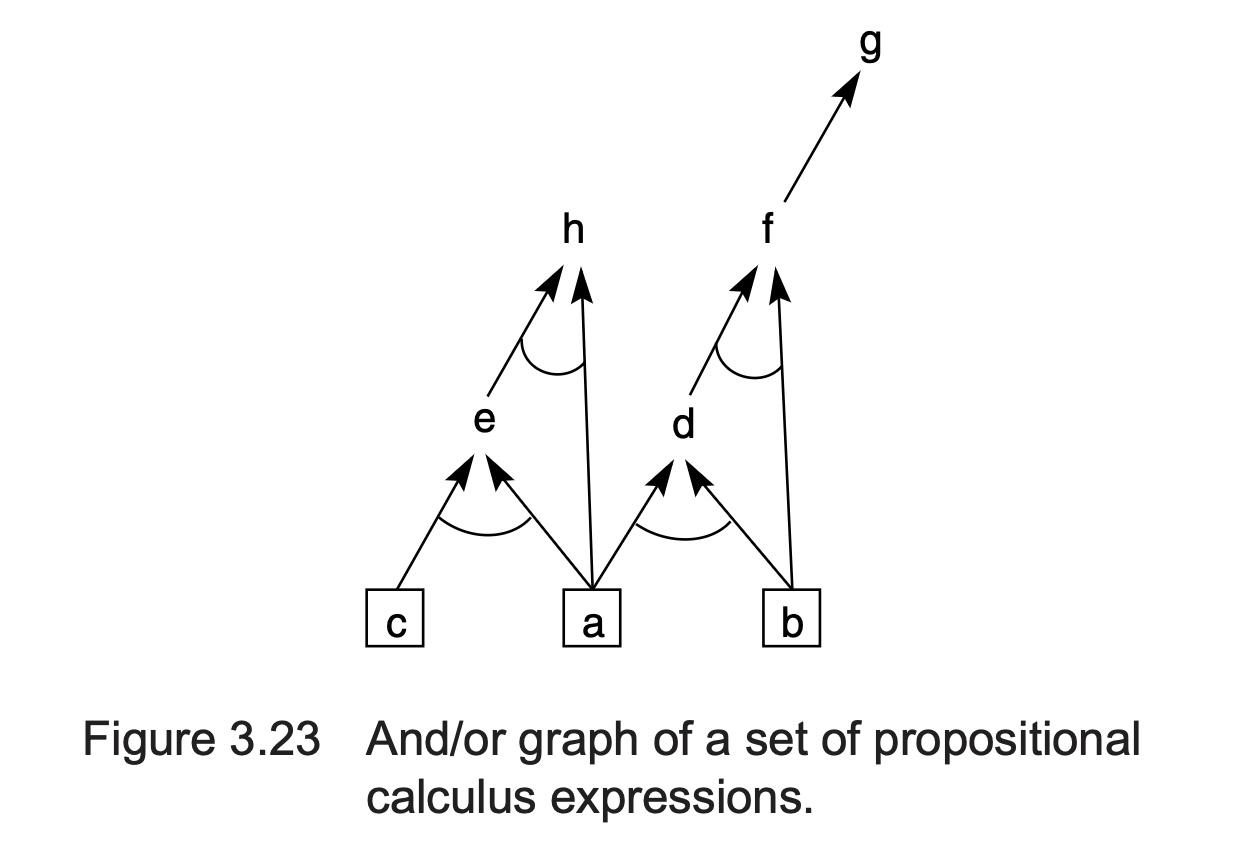 g
h f
e d
c a b
Figure 3.23 And/or graph of a set of propositional
calculus expressions.